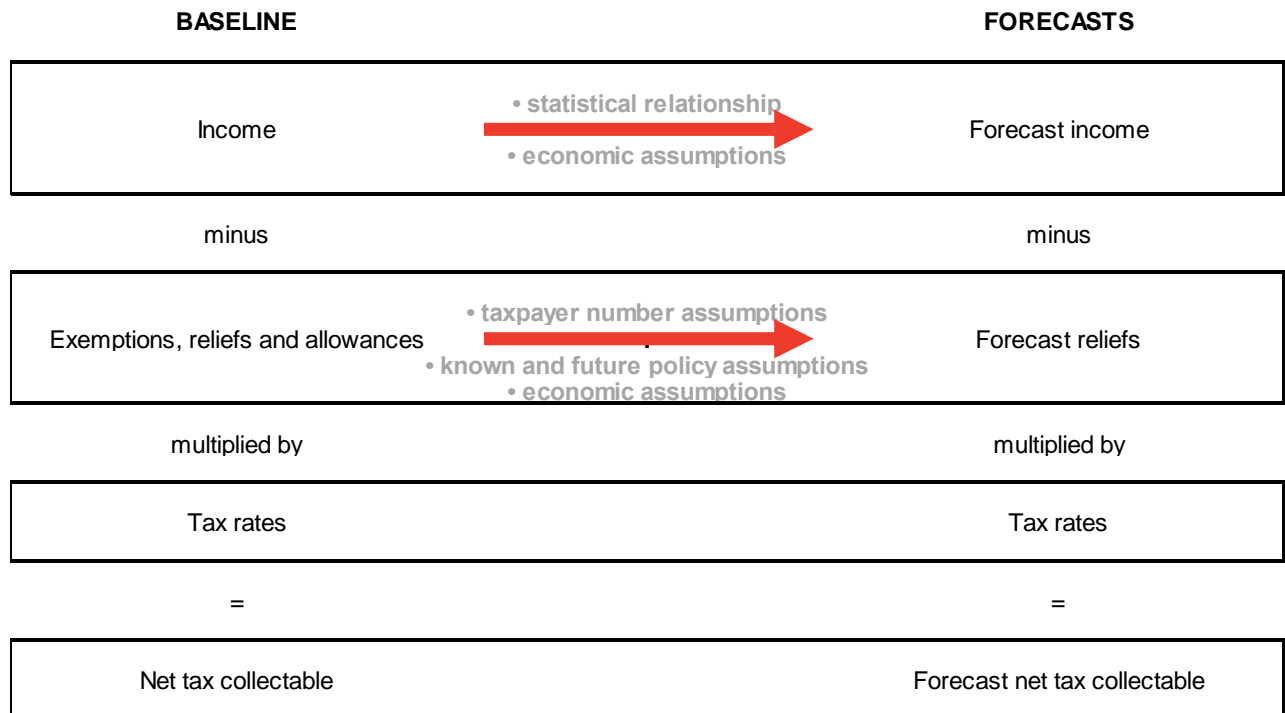 BASELINE FORECASTS
• statistical relationship
Income Forecast income
• economic assumptions
minus minus
• taxpayer number assumptions
Exemptions, reliefs and allowances Forecast reliefs
• known and future policy assumptions
• economic assumptions
multiplied by multiplied by
Tax rates Tax rates
= =
Net tax collectable Forecast net tax collectable